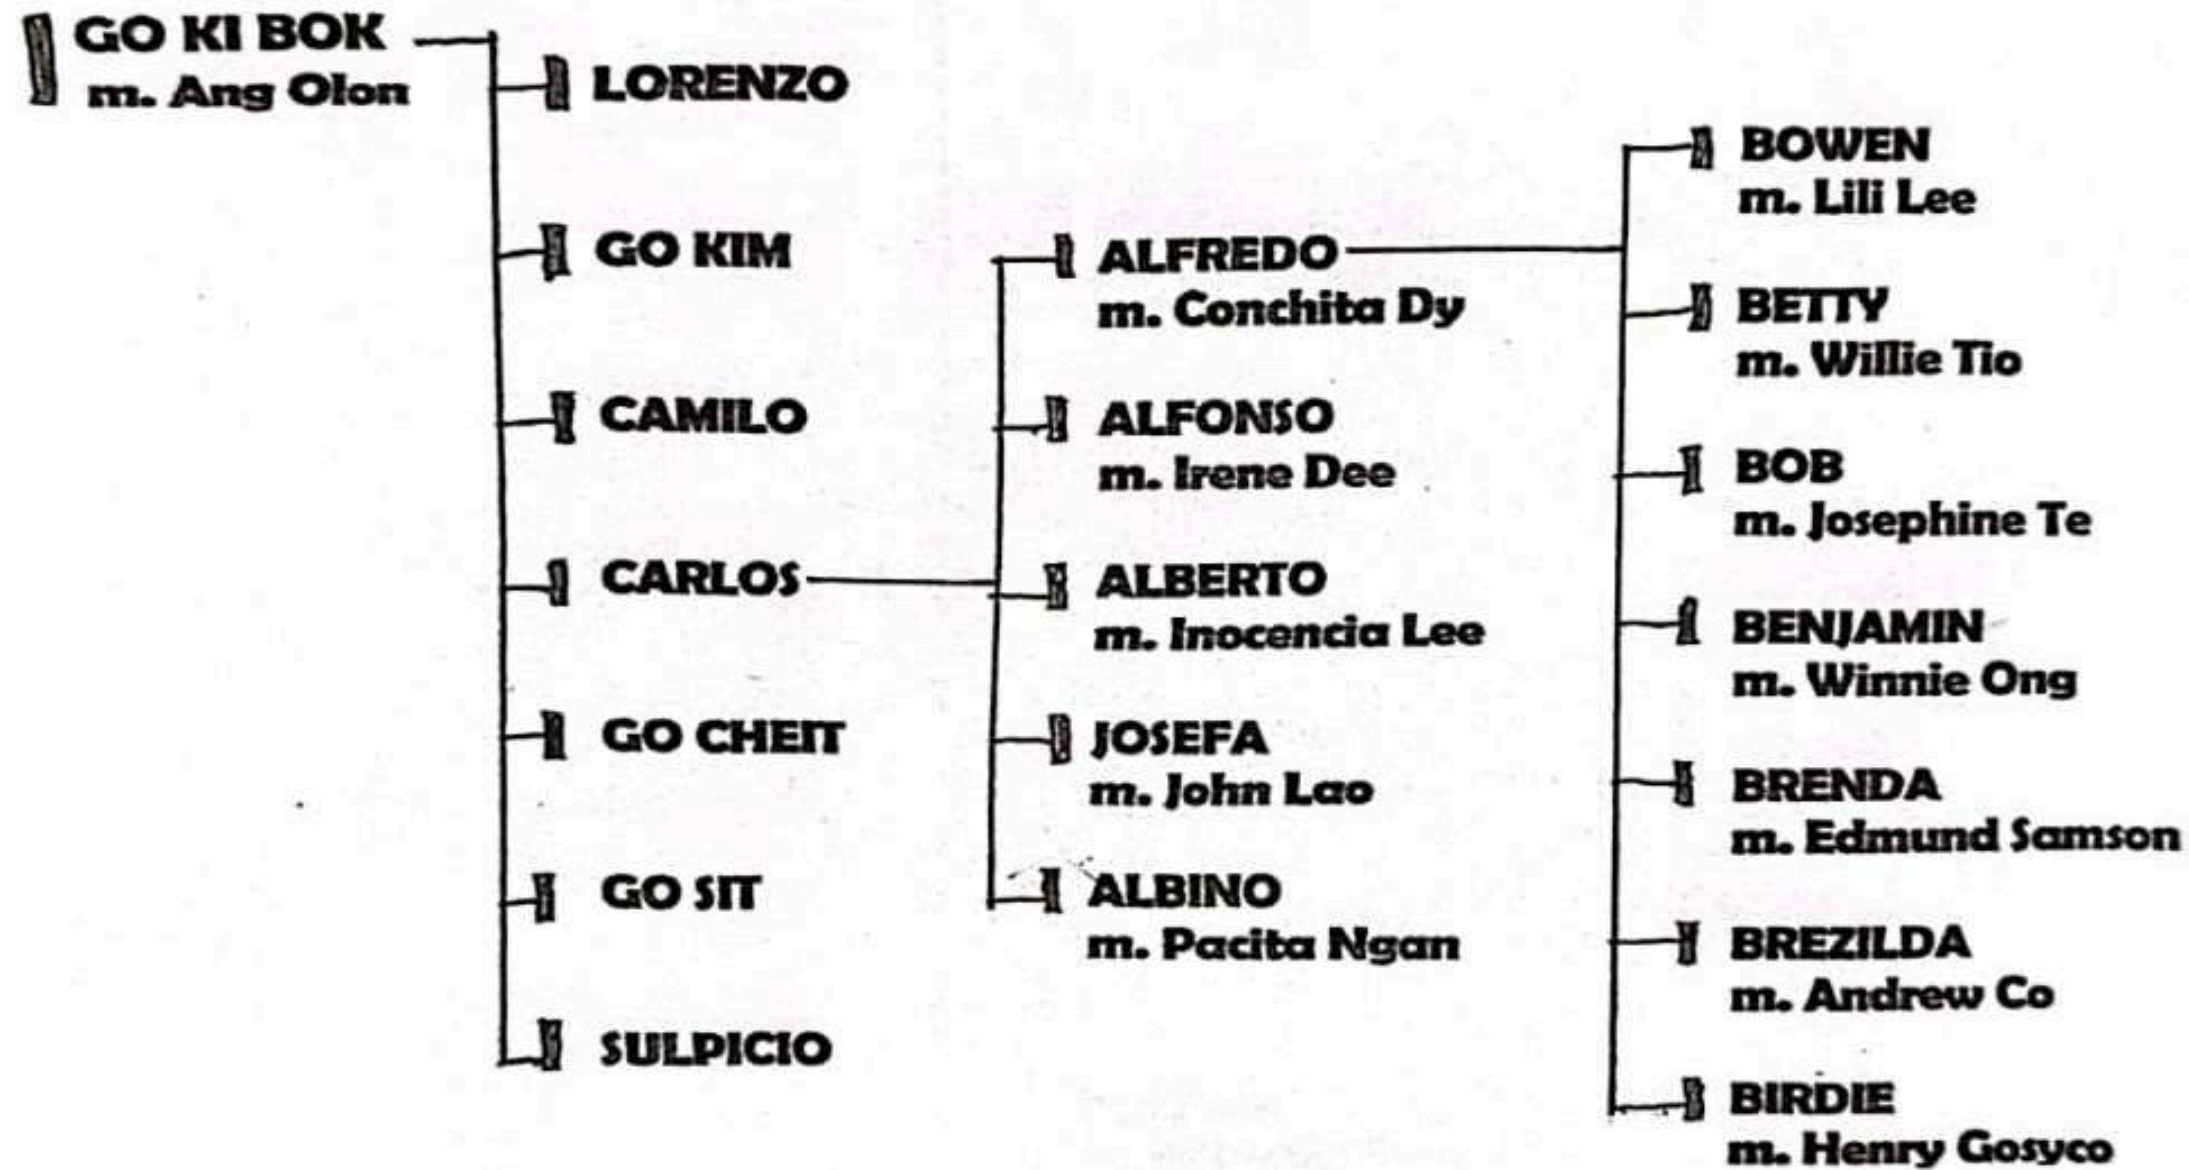 GO KI BOK
m. Ang Olon
LORENZO
GO KIM
CAMILO
CARLOS
GO CHEIT
GO SIT
SULPICIO
ALFREDO
m. Conchita Dy
ALFONSO
m. Irene Dee
ALBERTO
m. Inocencia Lee
JOSEFA
m. John Lao
ALBINO
m. Pacita Ngan
BOWEN
m. Lili Lee
BETTY
m. Willie Tio
BOB
m. Josephine Te
BENJAMIN
m. Winnie Ong
BRENDA
m. Edmund Samson
BREZILDA
m. Andrew Co
BIRDIE
m. Henry Gosyco